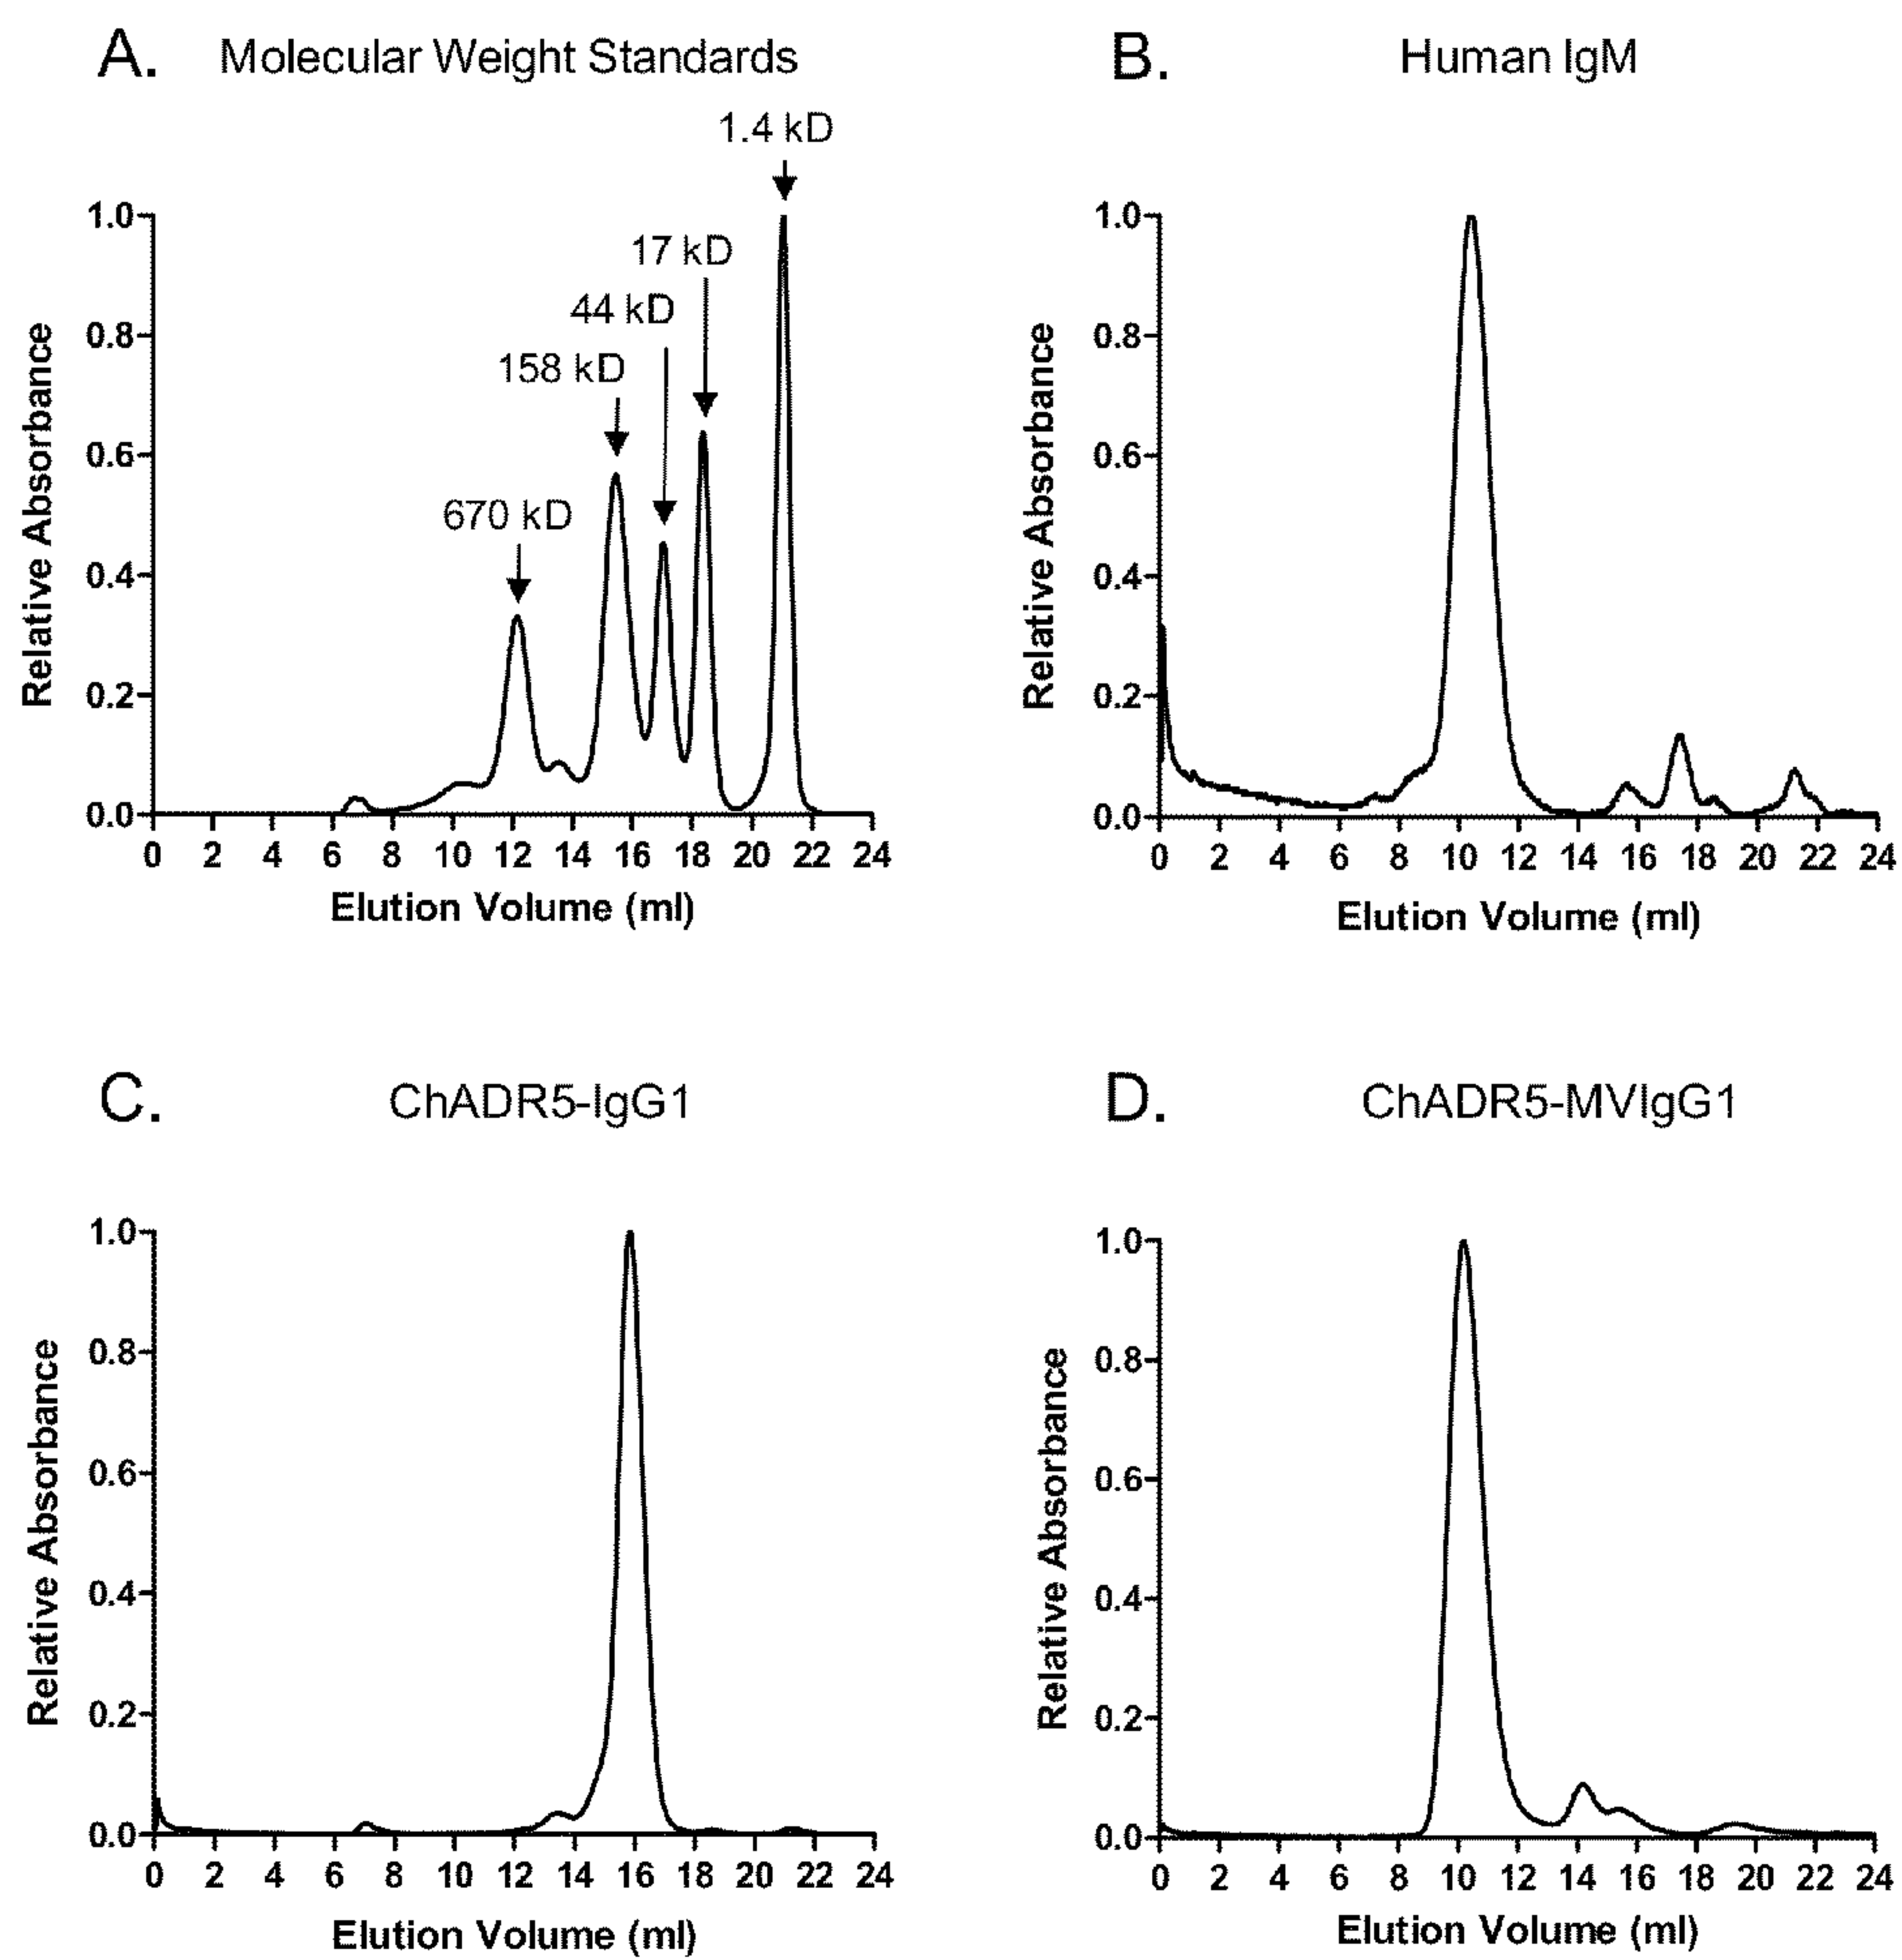 A. Molecular Weight Standards
1.4 kD
17 kD
44 kD
158 kD
670 kD
Relative Absorbance
1.0
0.8
0.6
0.4
0.2
0.0
0 2 4 6 8 10 12 14 16 18 20 22 24
Elution Volume (ml)
B. Human IgM
Relative Absorbance
1.0
0.8
0.6
0.4
0.2
0.0
0 2 4 6 8 10 12 14 16 18 20 22 24
Elution Volume (ml)
C. ChADR5-IgG1
Relative Absorbance
1.0
0.8
0.6
0.4
0.2
0.0
0 2 4 6 8 10 12 14 16 18 20 22 24
Elution Volume (ml)
D. ChADR5-MVIgG1
Relative Absorbance
1.0
0.8
0.6
0.4
0.2
0.0
0 2 4 6 8 10 12 14 16 18 20 22 24
Elution Volume (ml)